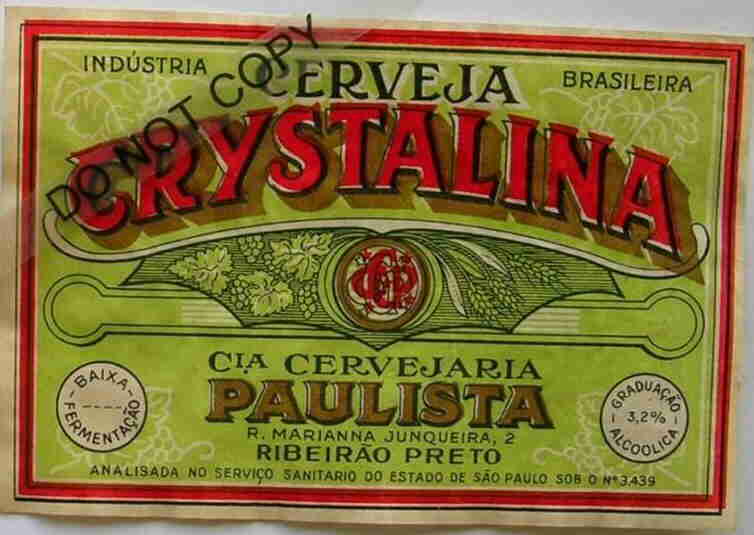 INDÚSTRIA CERVEJA BRASILEIRA
CRYSTALINA
DO NOT COPY
CCP
CIA CERVEJARIA
PAULISTA
R. MARIANNA JUNQUEIRA, 2
RIBEIRÃO PRETO
BAIXA
FERMENTAÇÃO
GRADUAÇÃO
3,2%
ALCOOLICA
ANALISADA NO SERVIÇO SANITARIO DO ESTADO DE SÃO PAULO SOB O Nº 3.439